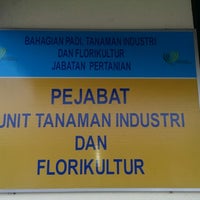 BAHAGIAN PADI, TANAMAN INDUSTRI
DAN FLORIKULTUR
JABATAN PERTANIAN
PEJABAT
UNIT TANAMAN INDUSTRI
DAN
FLORIKULTUR